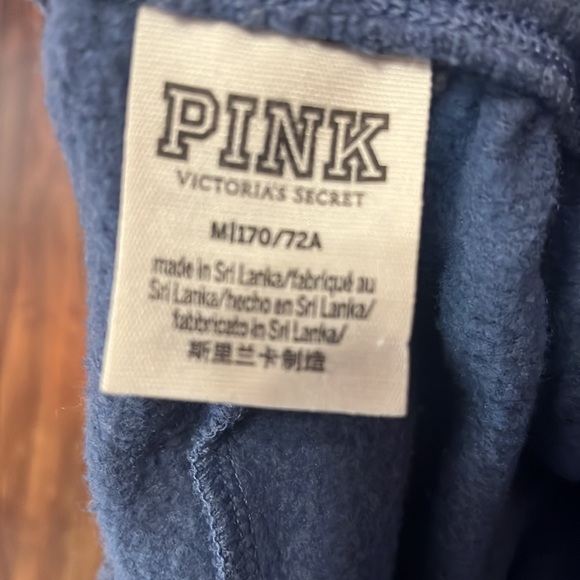 PINK
VICTORIA'S SECRET
M|170/72A
made in Sri Lanka/fabriqué au
Sri Lanka/hecho en Sri Lanka/
fabbricato in Sri Lanka/
斯里兰卡制造